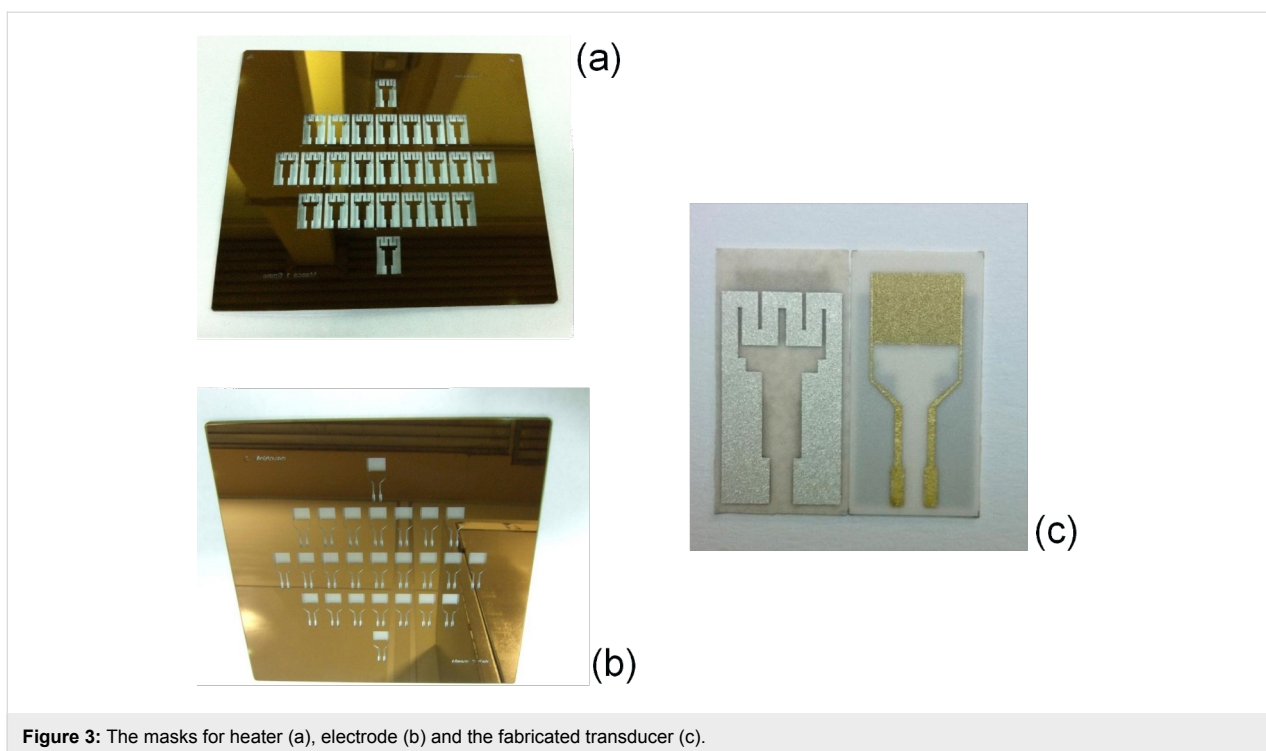 (a)
(b)
(c)
Figure 3: The masks for heater (a), electrode (b) and the fabricated transducer (c).